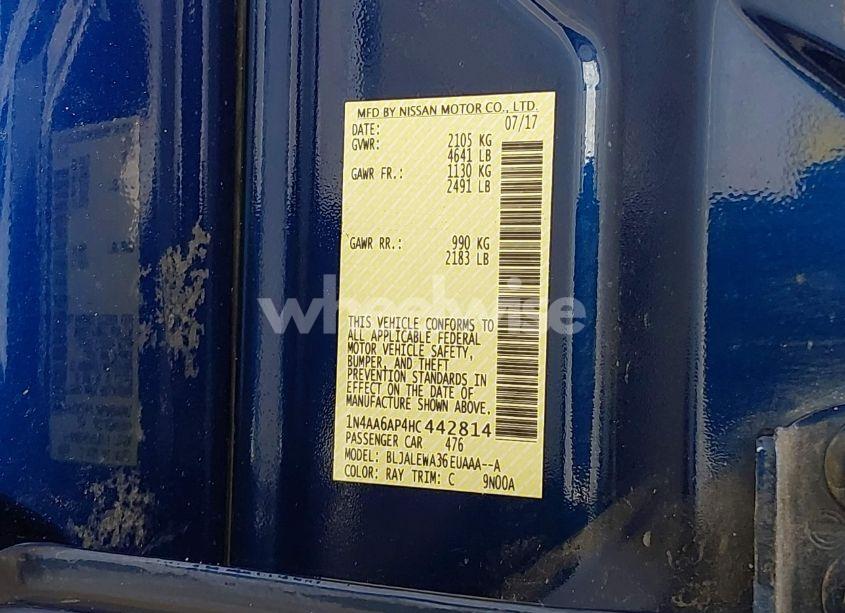 MFD BY NISSAN MOTOR CO., LTD.
DATE: 07/17
GVWR: 2105 KG
4641 LB
GAWR FR.: 1130 KG
2491 LB
GAWR RR.: 990 KG
2183 LB
wheelwise
THIS VEHICLE CONFORMS TO
ALL APPLICABLE FEDERAL
MOTOR VEHICLE SAFETY,
BUMPER, AND THEFT
PREVENTION STANDARDS IN
EFFECT ON THE DATE OF
MANUFACTURE SHOWN ABOVE.
1N4AA6AP4HC442814
PASSENGER CAR 476
MODEL: BLJALEWA36EUAAA--A
COLOR: RAY TRIM: C 9N00A